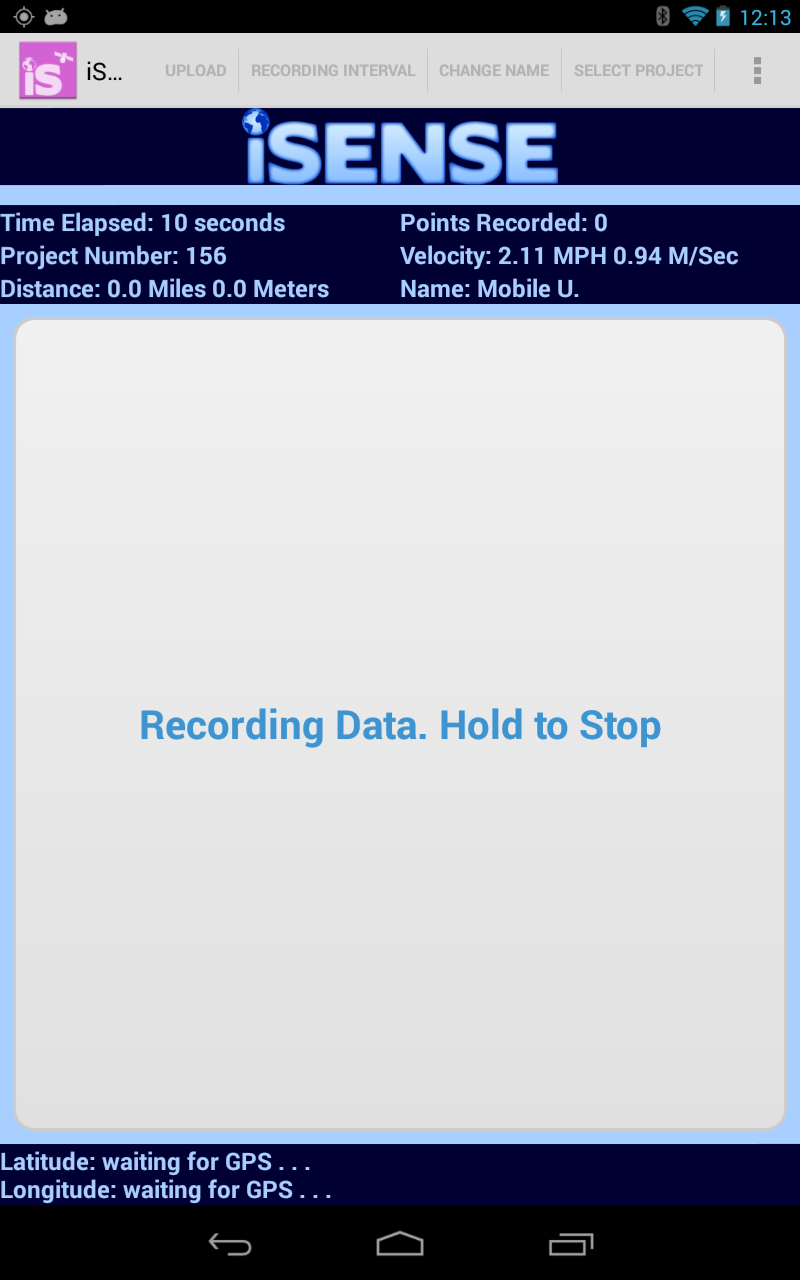 12:13
iS
iS... UPLOAD RECORDING INTERVAL CHANGE NAME SELECT PROJECT
iSENSE
Time Elapsed: 10 seconds Points Recorded: 0
Project Number: 156 Velocity: 2.11 MPH 0.94 M/Sec
Distance: 0.0 Miles 0.0 Meters Name: Mobile U.
Recording Data. Hold to Stop
Latitude: waiting for GPS . . .
Longitude: waiting for GPS . . .